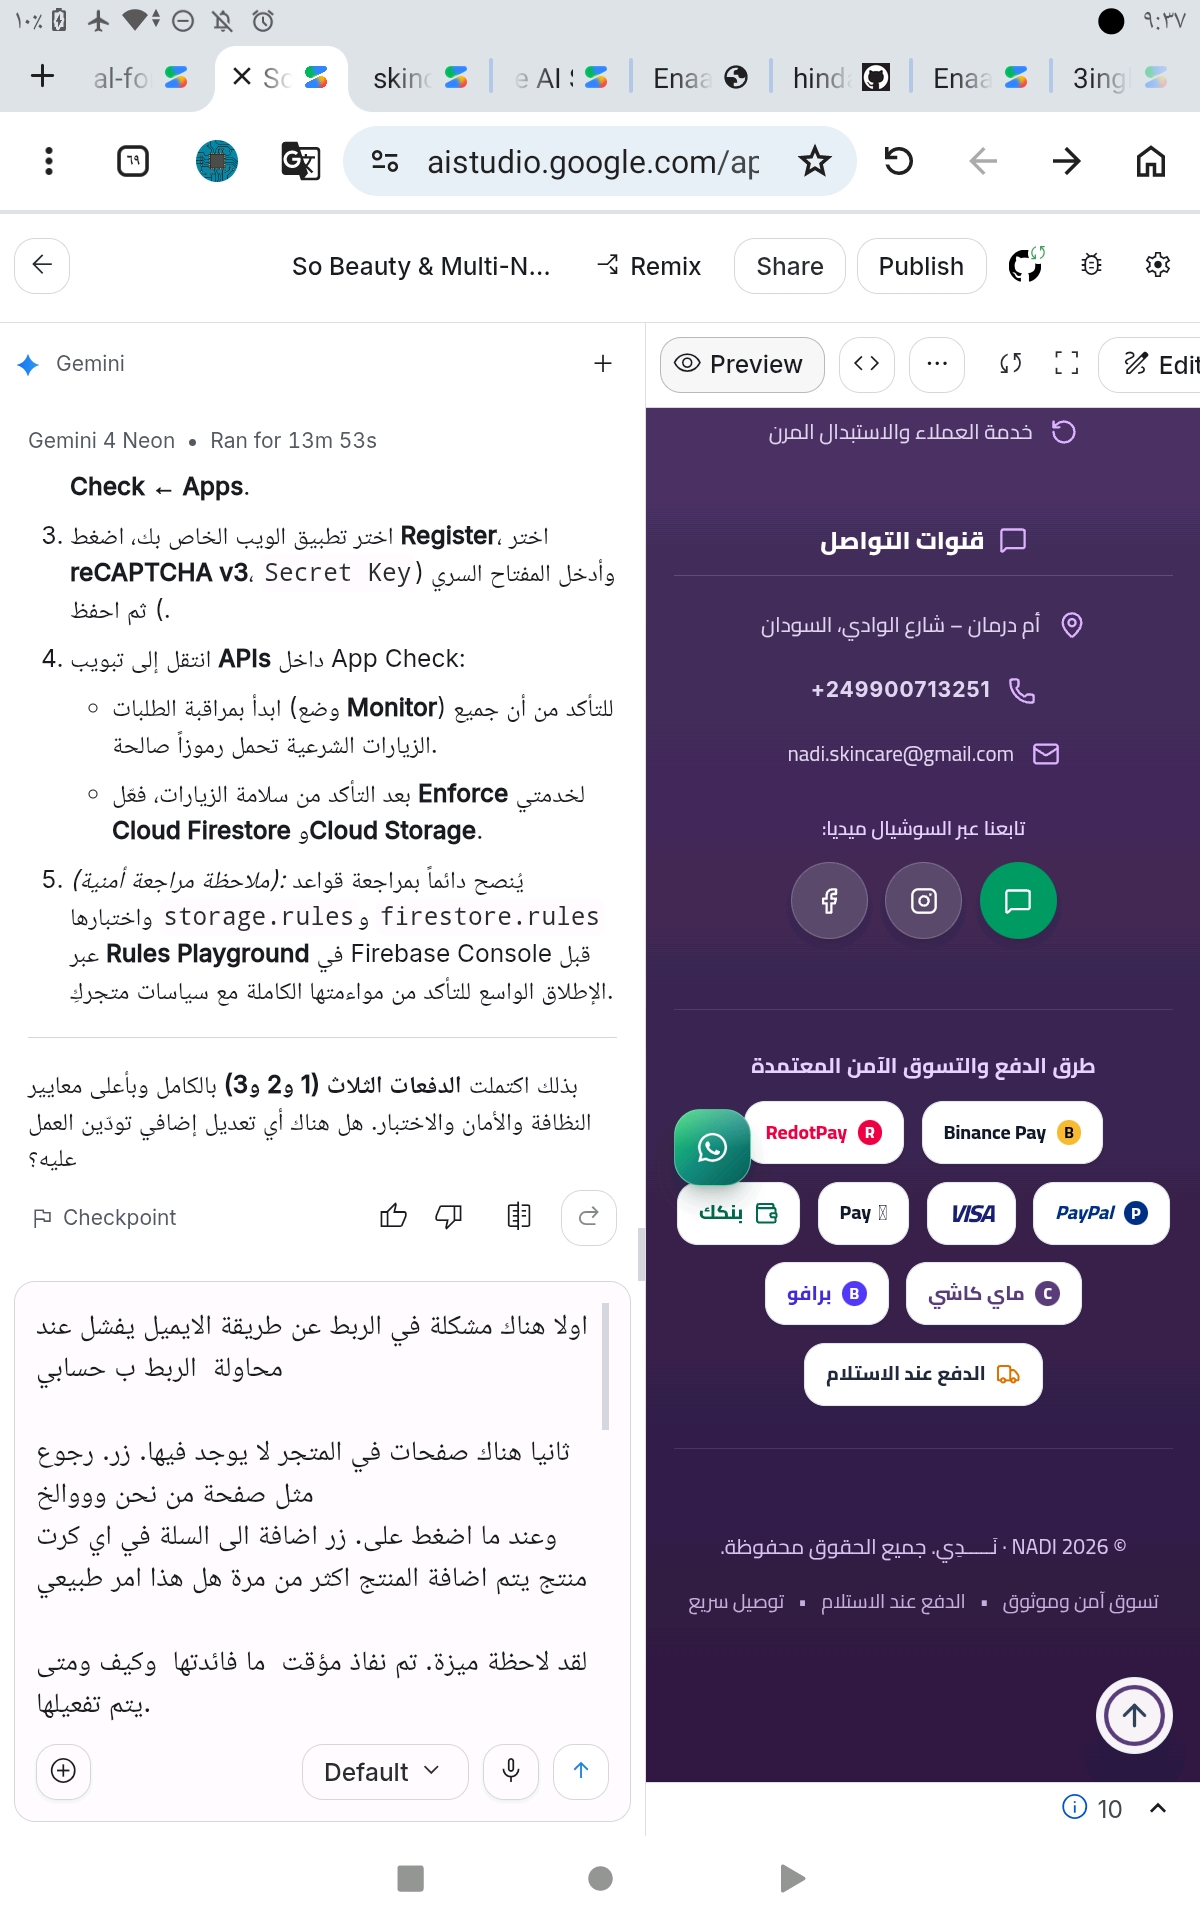 ١٠٪ ٩:٣٧
al-fo So skinc e AI S Enaa hinda Enaa 3ingl
٦٩ aistudio.google.com/ap
So Beauty & Multi-N... Remix Share Publish
Gemini
Gemini 4 Neon • Ran for 13m 53s
Check ← Apps.
3. اختر تطبيق الويب الخاص بك، اضغط Register، اختر
reCAPTCHA v3، وأدخل المفتاح السري (Secret Key
) ثم احفظ.
4. انتقل إلى تبويب APIs داخل App Check:
ابدأ بمراقبة الطلبات (وضع Monitor) للتأكد من أن جميع
الزيارات الشرعية تحمل رموزاً صالحة.
بعد التأكد من سلامة الزيارات، فعّل Enforce لخدمتي
Cloud Firestore وCloud Storage.
5. (ملاحظة مراجعة أمنية): يُنصح دائماً بمراجعة قواعد
firestore.rules وstorage.rules واختبارها
عبر Rules Playground في Firebase Console قبل
الإطلاق الواسع للتأكد من مواءمتها الكاملة مع سياسات متجركِ.
بذلك اكتملت الدفعات الثلاث (1 و2 و3) بالكامل وبأعلى معايير
النظافة والأمان والاختبار. هل هناك أي تعديل إضافي تودّين العمل
عليه؟
Checkpoint
اولا هناك مشكلة في الربط عن طريقة الايميل يفشل عند
محاولة الربط ب حسابي
ثانيا هناك صفحات في المتجر لا يوجد فيها. زر. رجوع
مثل صفحة من نحن وووالخ
وعند ما اضغط على. زر اضافة الى السلة في اي كرت
منتج يتم اضافة المنتج اكثر من مرة هل هذا امر طبيعي
لقد لاحظة ميزة. تم نفاذ مؤقت ما فائدتها وكيف ومتى
يتم تفعيلها.
Default
Preview Edit
خدمة العملاء والاستبدال المرن
قنوات التواصل
أم درمان – شارع الوادي، السودان
+249900713251
nadi.skincare@gmail.com
تابعنا عبر السوشيال ميديا:
طرق الدفع والتسوق الآمن المعتمدة
B Binance Pay R RedotPay
P PayPal VISA Pay بنكك
C ماي كاشي B برافو
الدفع عند الاستلام
© 2026 NADI · نَـــــدِي. جميع الحقوق محفوظة.
تسوق آمن وموثوق • الدفع عند الاستلام • توصيل سريع
10